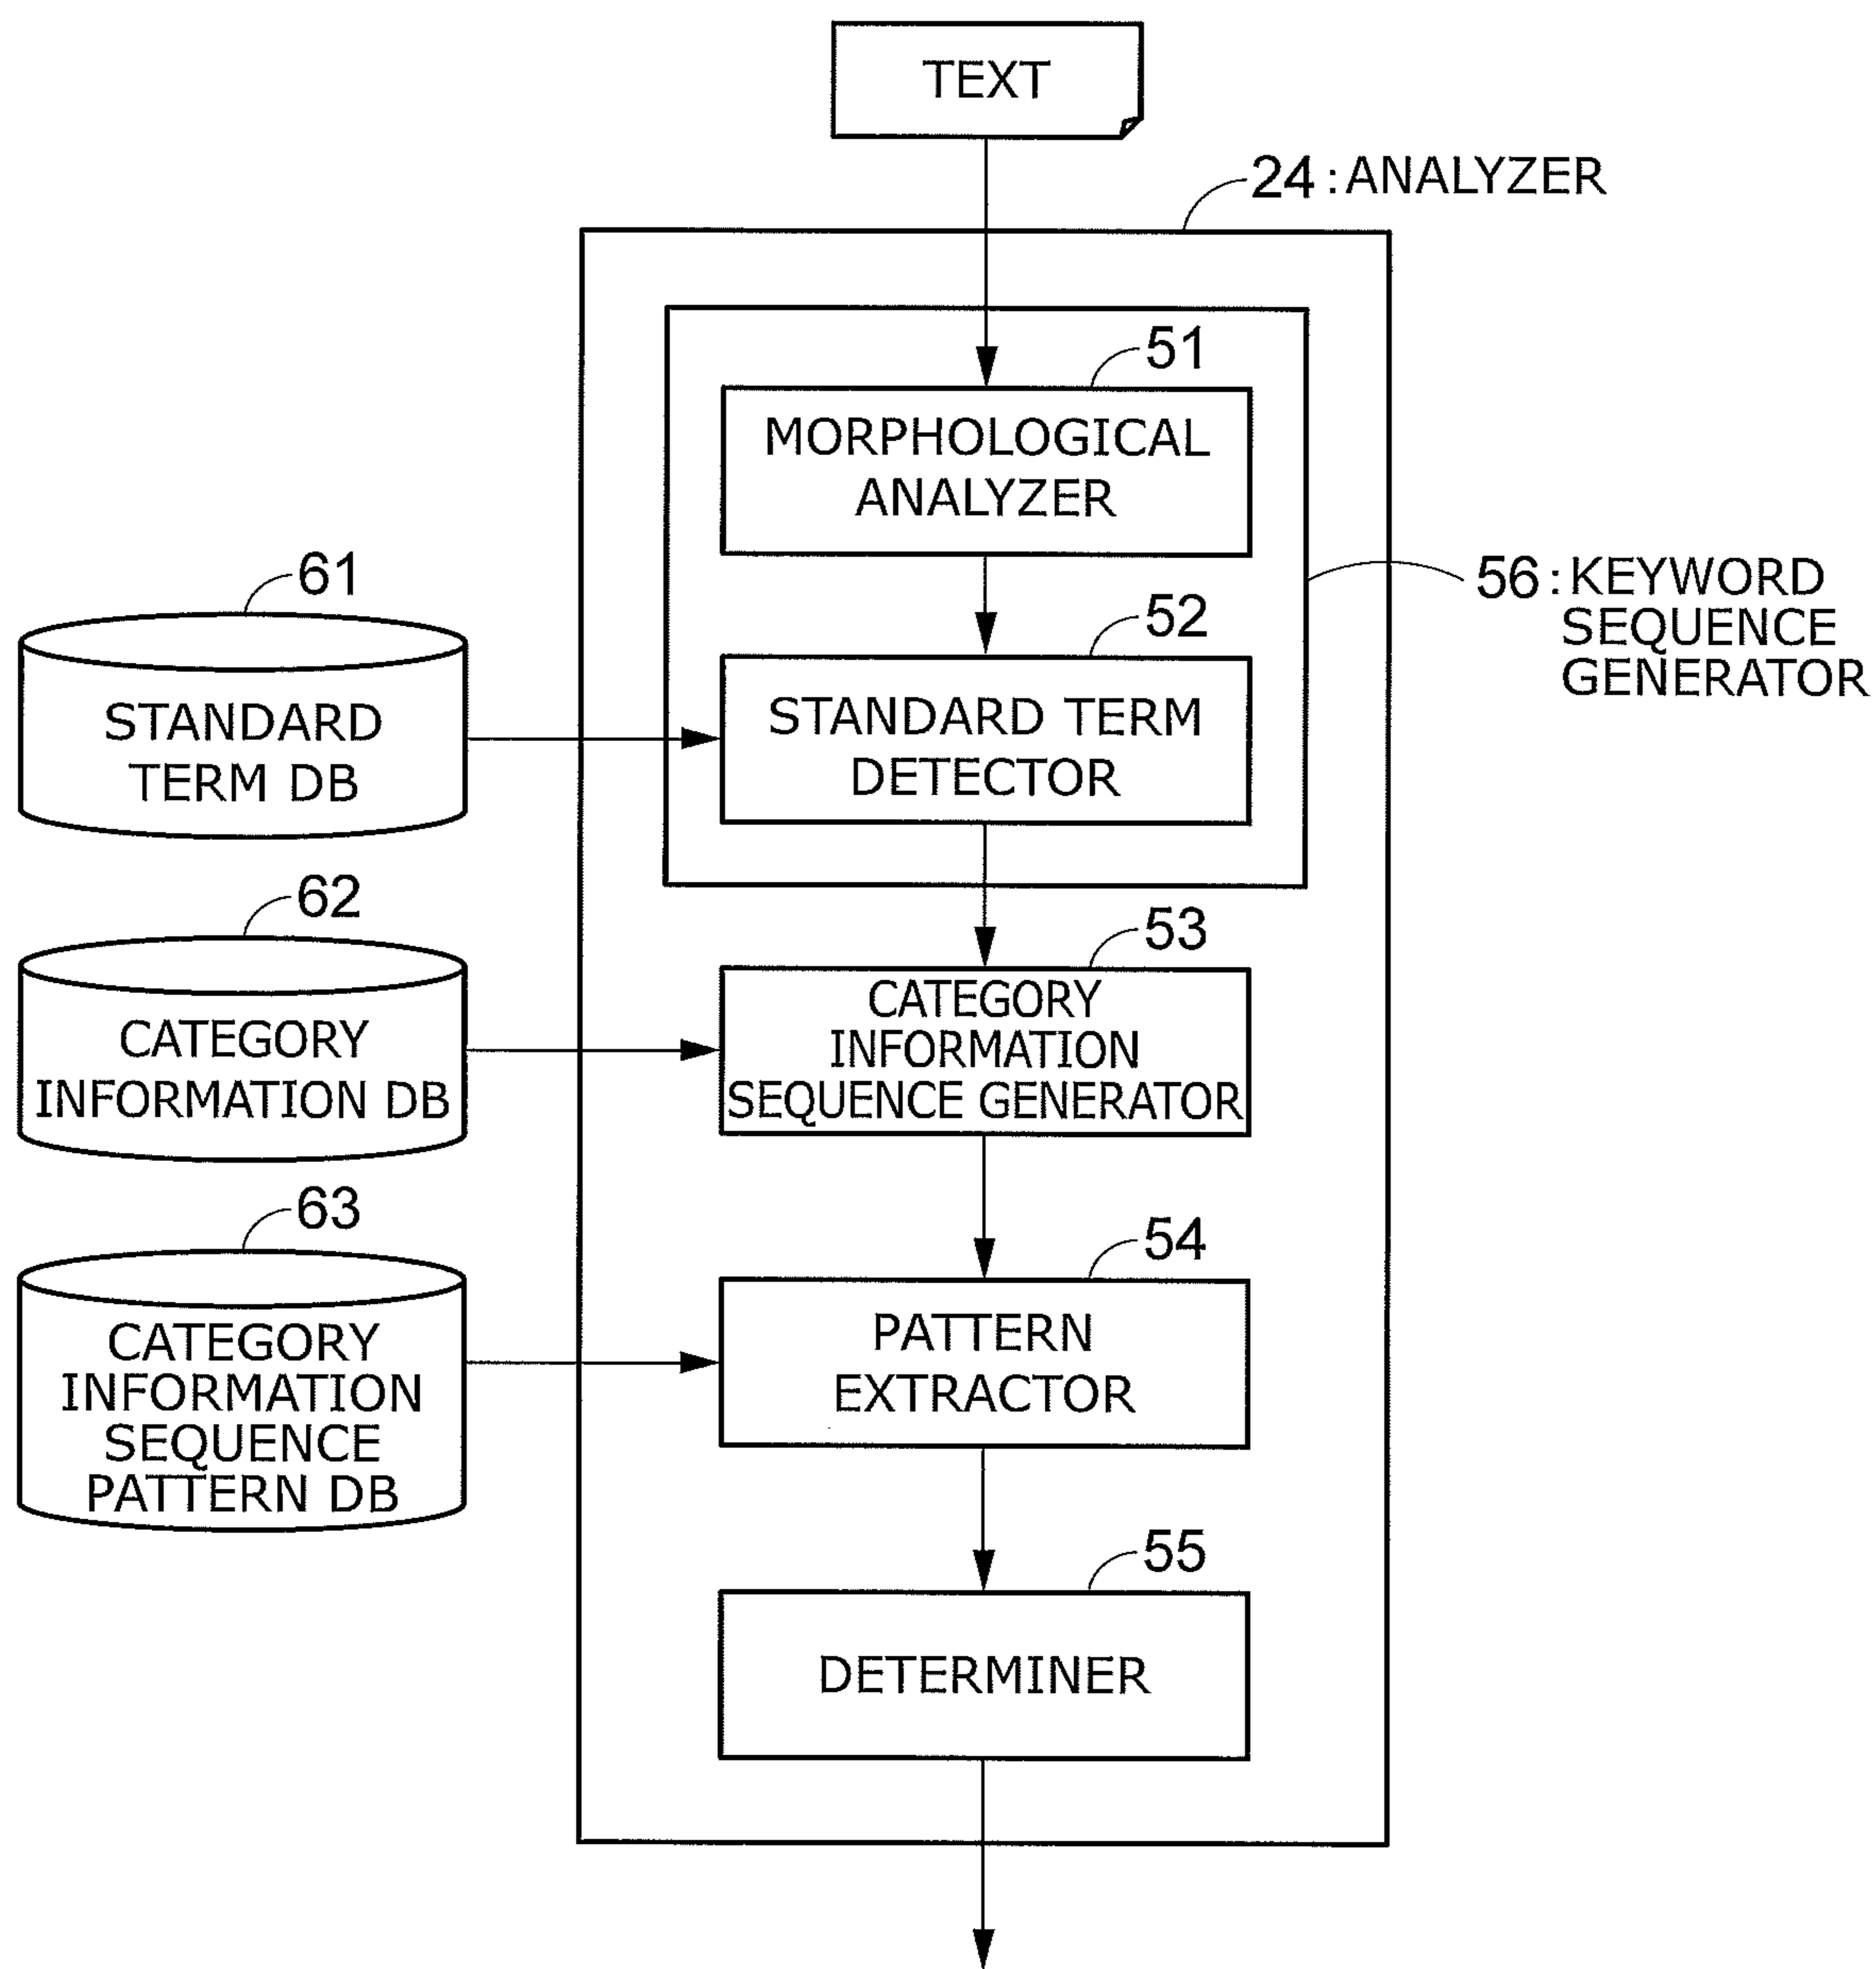 TEXT
24:ANALYZER
51
MORPHOLOGICAL
ANALYZER
56:KEYWORD
SEQUENCE
GENERATOR
61
STANDARD
TERM DB
52
STANDARD TERM
DETECTOR
62
CATEGORY
INFORMATION DB
53
CATEGORY
INFORMATION
SEQUENCE GENERATOR
63
CATEGORY
INFORMATION
SEQUENCE
PATTERN DB
54
PATTERN
EXTRACTOR
55
DETERMINER